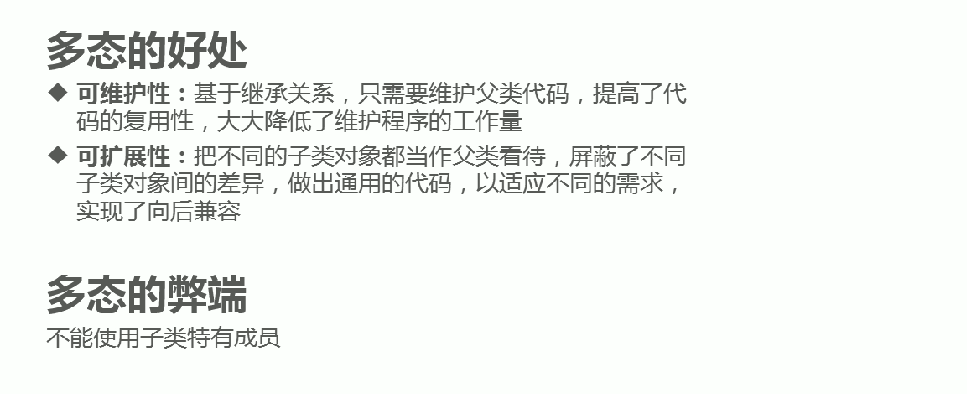 多态的好处
◆ 可维护性：基于继承关系，只需要维护父类代码，提高了代
码的复用性，大大降低了维护程序的工作量
◆ 可扩展性：把不同的子类对象都当作父类看待，屏蔽了不同
子类对象间的差异，做出通用的代码，以适应不同的需求，
实现了向后兼容
多态的弊端
不能使用子类特有成员